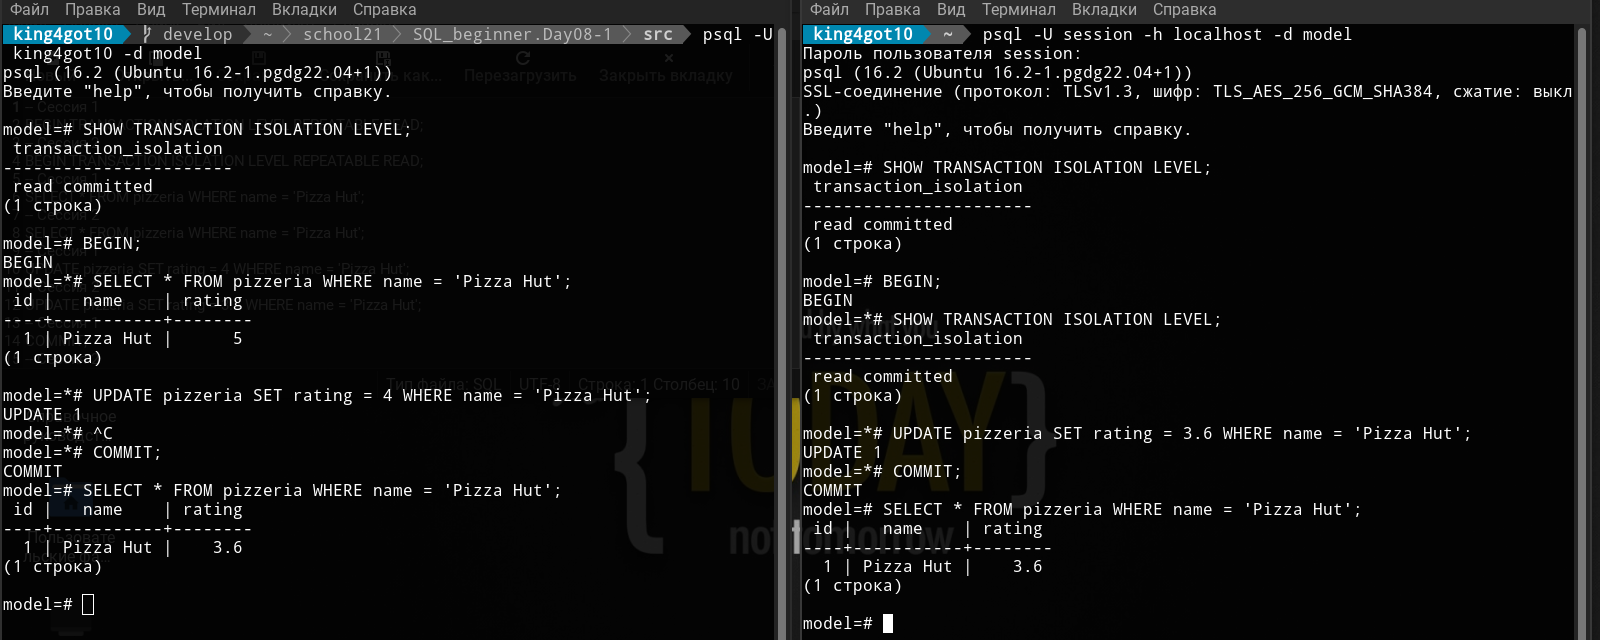 Файл Правка Вид Терминал Вкладки Справка
king4got10 develop ~ school21 SQL_beginner.Day08-1 src psql -U
king4got10 -d model
psql (16.2 (Ubuntu 16.2-1.pgdg22.04+1))
Введите "help", чтобы получить справку.
model=# SHOW TRANSACTION ISOLATION LEVEL;
transaction_isolation
-----------------------
read committed
(1 строка)
model=# BEGIN;
BEGIN
model=*# SELECT * FROM pizzeria WHERE name = 'Pizza Hut';
id | name | rating
----+-----------+--------
1 | Pizza Hut | 5
(1 строка)
model=*# UPDATE pizzeria SET rating = 4 WHERE name = 'Pizza Hut';
UPDATE 1
model=*# ^C
model=*# COMMIT;
COMMIT
model=# SELECT * FROM pizzeria WHERE name = 'Pizza Hut';
id | name | rating
----+-----------+--------
1 | Pizza Hut | 3.6
(1 строка)
model=#
Файл Правка Вид Терминал Вкладки Справка
king4got10 ~ psql -U session -h localhost -d model
Пароль пользователя session:
psql (16.2 (Ubuntu 16.2-1.pgdg22.04+1))
SSL-соединение (протокол: TLSv1.3, шифр: TLS_AES_256_GCM_SHA384, сжатие: выкл
.)
Введите "help", чтобы получить справку.
model=# SHOW TRANSACTION ISOLATION LEVEL;
transaction_isolation
-----------------------
read committed
(1 строка)
model=# BEGIN;
BEGIN
model=*# SHOW TRANSACTION ISOLATION LEVEL;
transaction_isolation
-----------------------
read committed
(1 строка)
model=*# UPDATE pizzeria SET rating = 3.6 WHERE name = 'Pizza Hut';
UPDATE 1
model=*# COMMIT;
COMMIT
model=# SELECT * FROM pizzeria WHERE name = 'Pizza Hut';
id | name | rating
----+-----------+--------
1 | Pizza Hut | 3.6
(1 строка)
model=#
{TODAY}
not tomorrow